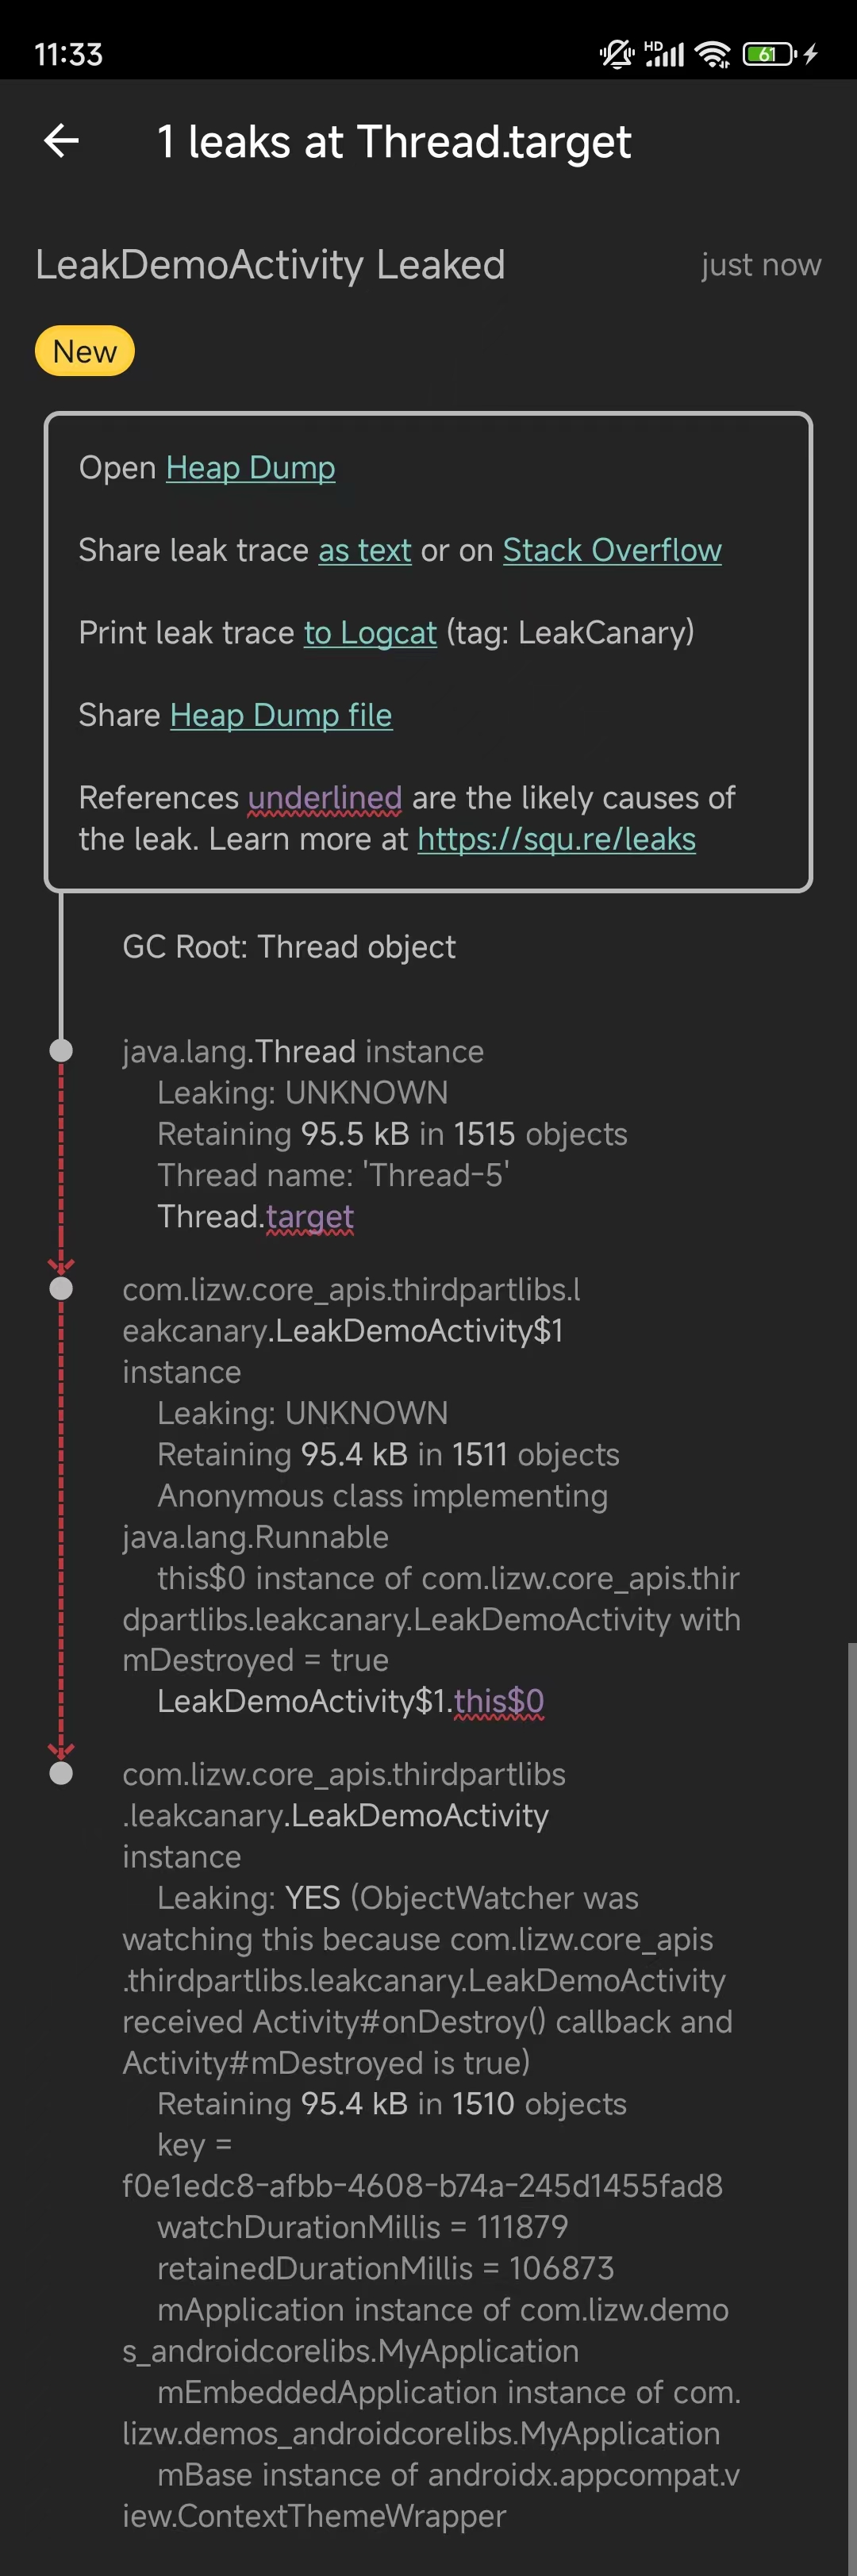 11:33
HD
61
1 leaks at Thread.target
LeakDemoActivity Leaked
just now
New
Open Heap Dump
Share leak trace as text or on Stack Overflow
Print leak trace to Logcat (tag: LeakCanary)
Share Heap Dump file
References underlined are the likely causes of
the leak. Learn more at https://squ.re/leaks
GC Root: Thread object
java.lang.Thread instance
Leaking: UNKNOWN
Retaining 95.5 kB in 1515 objects
Thread name: 'Thread-5'
Thread.target
com.lizw.core_apis.thirdpartlibs.l
eakcanary.LeakDemoActivity$1
instance
Leaking: UNKNOWN
Retaining 95.4 kB in 1511 objects
Anonymous class implementing
java.lang.Runnable
this$0 instance of com.lizw.core_apis.thir
dpartlibs.leakcanary.LeakDemoActivity with
mDestroyed = true
LeakDemoActivity$1.this$0
com.lizw.core_apis.thirdpartlibs
.leakcanary.LeakDemoActivity
instance
Leaking: YES (ObjectWatcher was
watching this because com.lizw.core_apis
.thirdpartlibs.leakcanary.LeakDemoActivity
received Activity#onDestroy() callback and
Activity#mDestroyed is true)
Retaining 95.4 kB in 1510 objects
key =
f0e1edc8-afbb-4608-b74a-245d1455fad8
watchDurationMillis = 111879
retainedDurationMillis = 106873
mApplication instance of com.lizw.demo
s_androidcorelibs.MyApplication
mEmbeddedApplication instance of com.
lizw.demos_androidcorelibs.MyApplication
mBase instance of androidx.appcompat.v
iew.ContextThemeWrapper